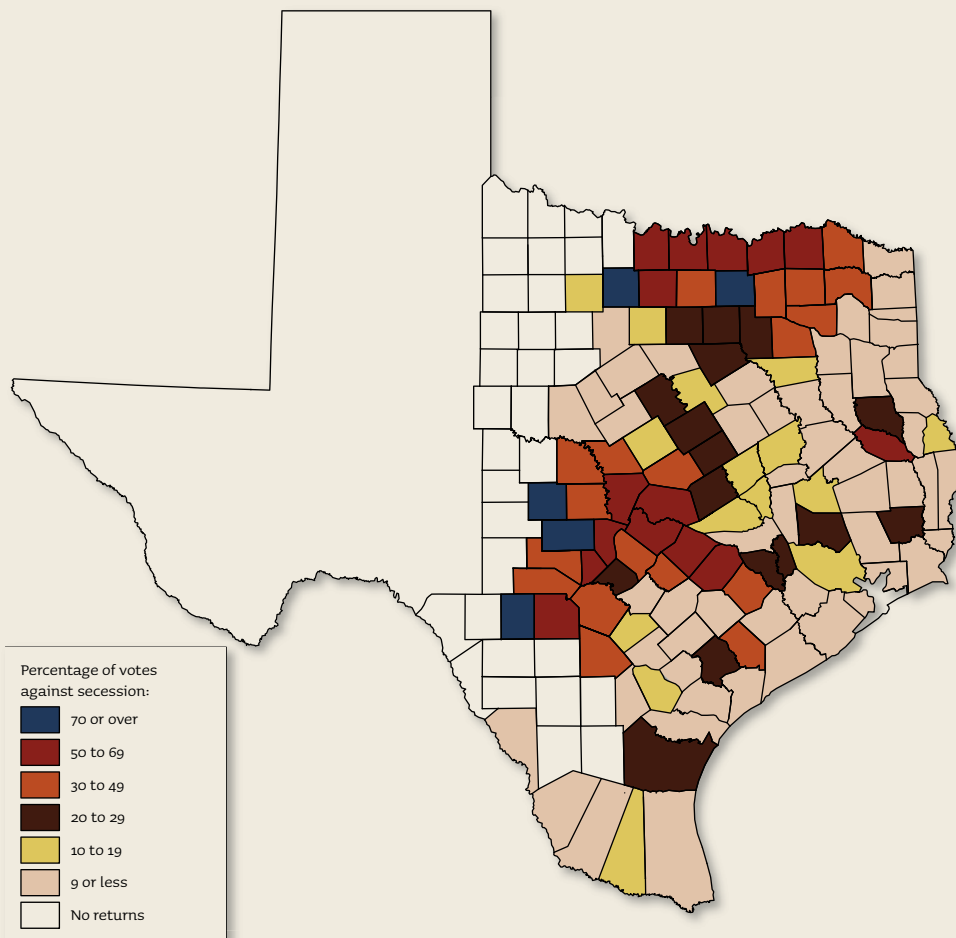 Percentage of votes
against secession:
70 or over
50 to 69
30 to 49
20 to 29
10 to 19
9 or less
No returns